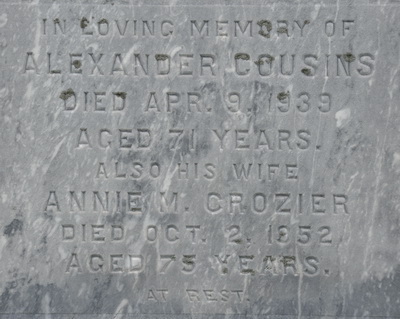 IN LOVING MEMORY OF
ALEXANDER COUSINS
DIED APR. 9, 1939
AGED 71 YEARS.
ALSO HIS WIFE
ANNIE M. CROZIER
DIED OCT. 2, 1952
AGED 75 YEARS.
AT REST.